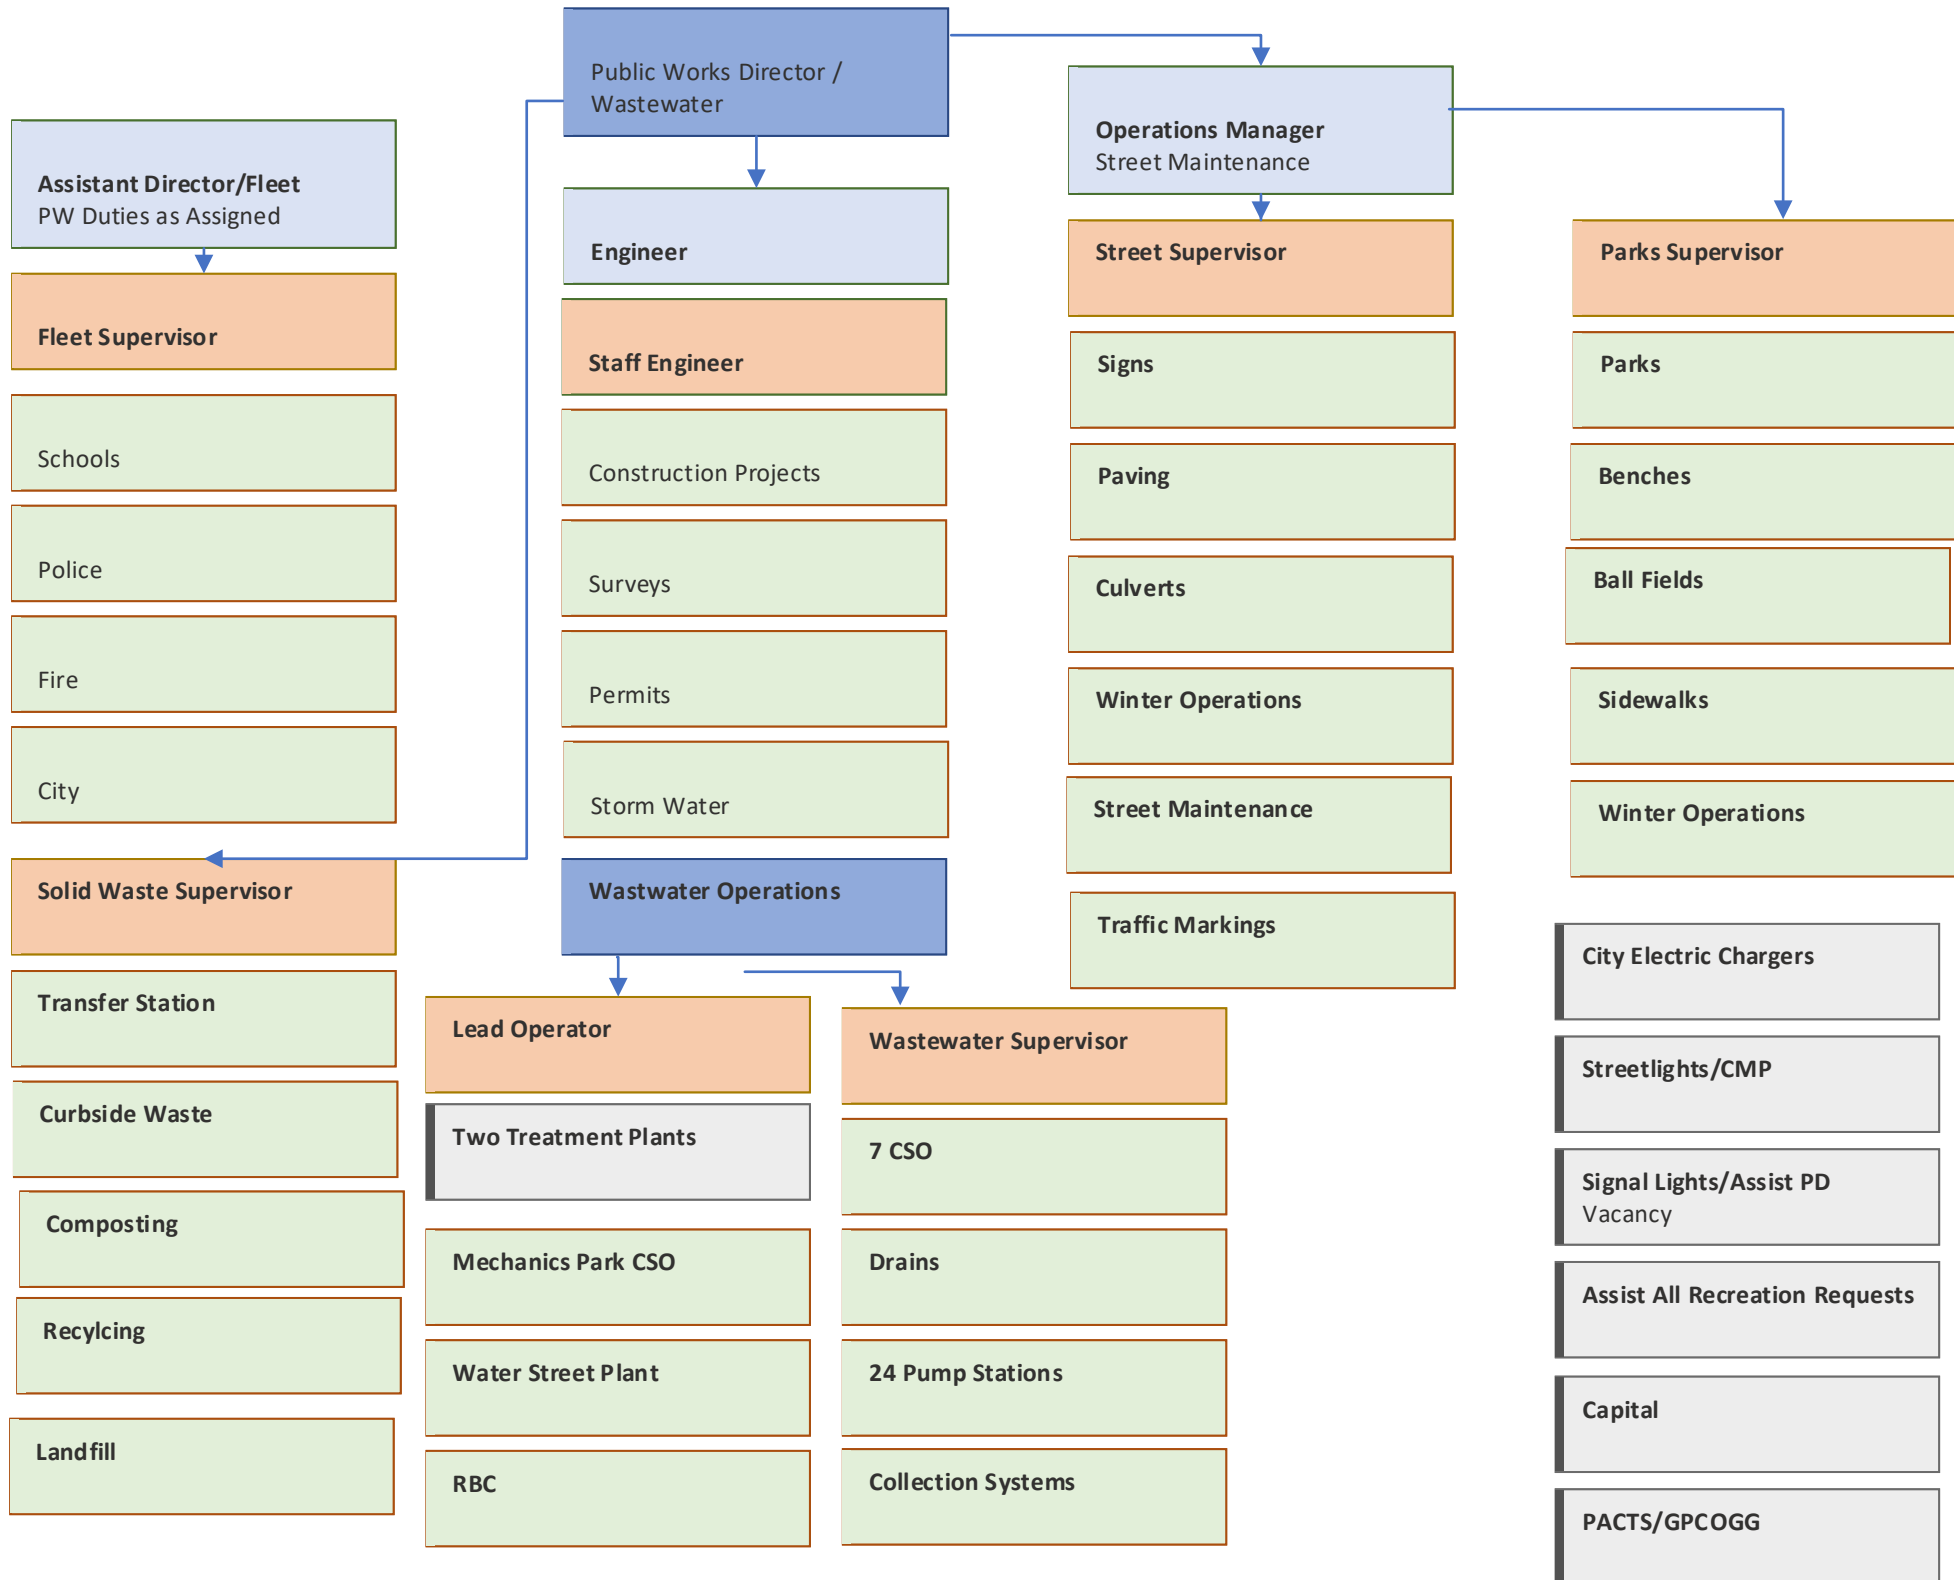 Public Works Director /
Wastewater
Assistant Director/Fleet
PW Duties as Assigned
Fleet Supervisor
Schools
Police
Fire
City
Solid Waste Supervisor
Transfer Station
Curbside Waste
Composting
Recylcing
Landfill
Engineer
Staff Engineer
Construction Projects
Surveys
Permits
Storm Water
Wastwater Operations
Lead Operator
Two Treatment Plants
Mechanics Park CSO
Water Street Plant
RBC
Wastewater Supervisor
7 CSO
Drains
24 Pump Stations
Collection Systems
Operations Manager
Street Maintenance
Street Supervisor
Signs
Paving
Culverts
Winter Operations
Street Maintenance
Traffic Markings
Parks Supervisor
Parks
Benches
Ball Fields
Sidewalks
Winter Operations
City Electric Chargers
Streetlights/CMP
Signal Lights/Assist PD
Vacancy
Assist All Recreation Requests
Capital
PACTS/GPCOGG